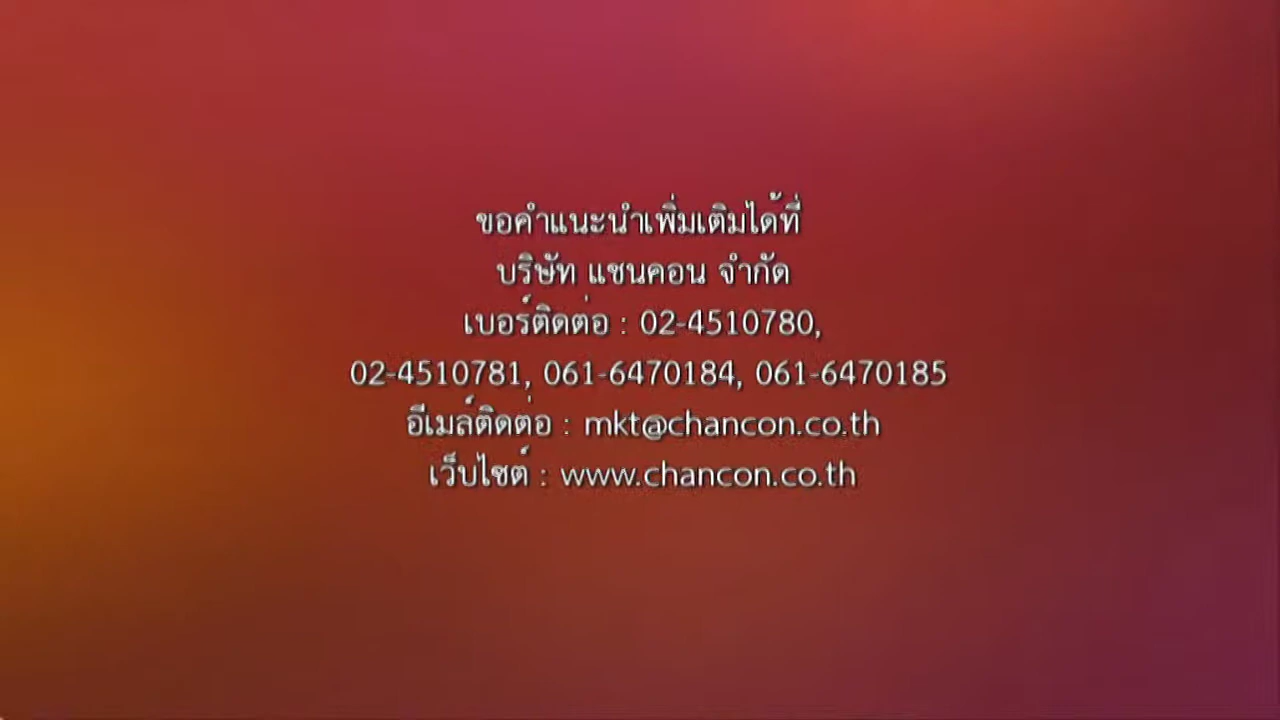 ขอคำแนะนำเพิ่มเติมได้ที่
บริษัท แชนคอน จำกัด
เบอร์ติดต่อ : 02-4510780,
02-4510781, 061-6470184, 061-6470185
อีเมล์ติดต่อ : mkt@chancon.co.th
เว็บไซต์ : www.chancon.co.th